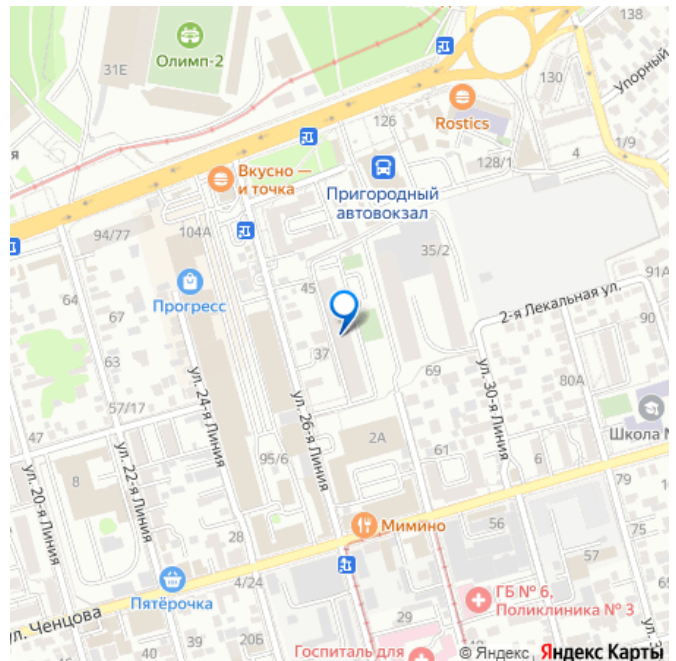 138
31Е
Олимп-2
Упорный
130
126
Rostics
я
Вкусно —
и точка
128/1
4
1/9
Пригородный
автовокзал
94/77
104А
35/2
45
91А
64
Прогресс
2-я Лекальная ул.
67
90
37
63
69
80А
57/17
47
ул. 24-я Линия
ул. 26-я Линия
ул. 30-я Линия
2А
Школа №
95/6
61
6
8
ул. 20-я Линия
ул. 22-я Линия
79
75
28
Мимино
56
57
4/24
65
Пятёрочка
ГБ № 6,
Поликлиника № 3
ул. Ченцова
29
40
39
20Б
Госпиталь для
© Яндекс
Яндекс Карты